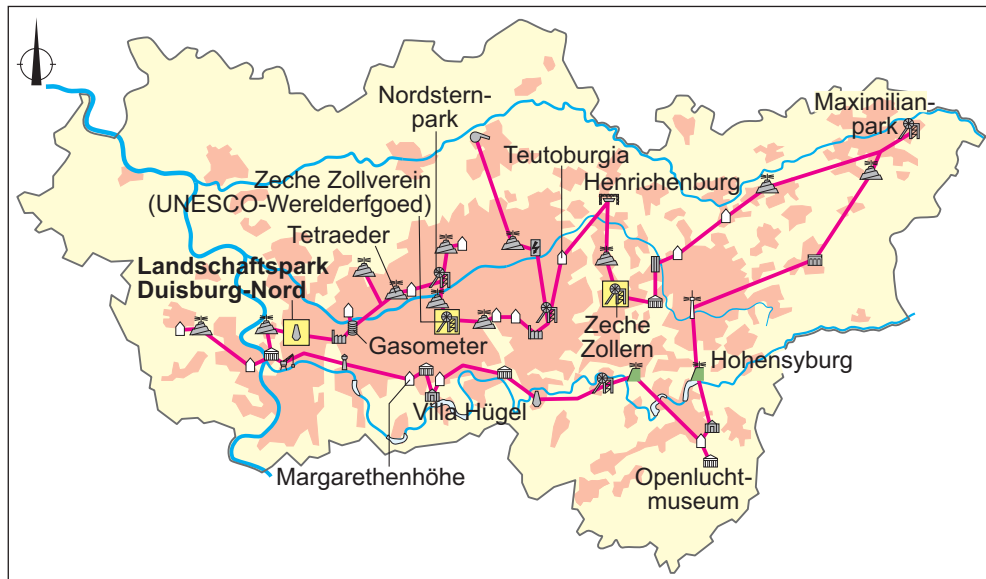 Nordstern-
park
Maximilian-
park
Teutoburgia
Zeche Zollverein
(UNESCO-Werelderfgoed)
Henrichenburg
Tetraeder
Landschaftspark
Duisburg-Nord
Gasometer
Zeche
Zollern
Hohensyburg
Villa Hügel
Margarethenhöhe
Openlucht-
museum